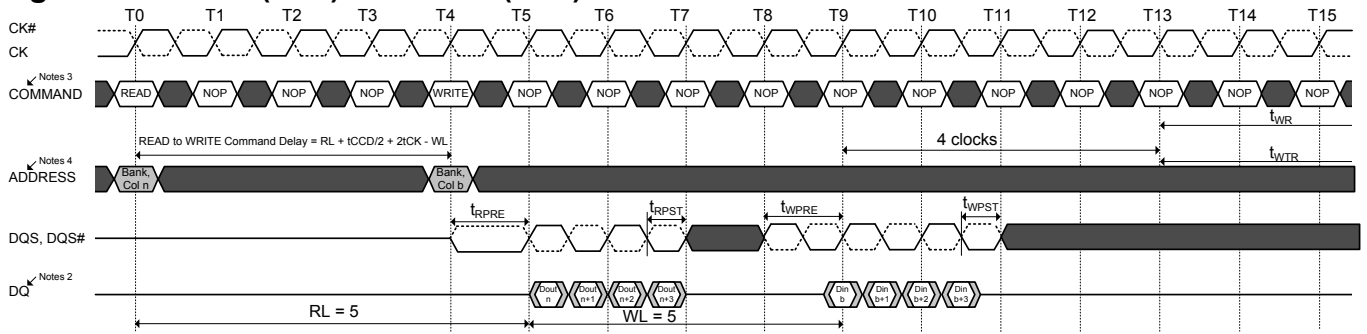 T0 T1 T2 T3 T4 T5 T6 T7 T8 T9 T10 T11 T12 T13 T14 T15
CK#
CK
Notes 3
COMMAND READ NOP NOP NOP WRITE NOP NOP NOP NOP NOP NOP NOP NOP NOP NOP NOP
tWR
READ to WRITE Command Delay = RL + tCCD/2 + 2tCK - WL
4 clocks
Notes 4
tWTR
ADDRESS
Bank, Bank,
Col n Col b
tRPRE tRPST tWPRE tWPST
DQS, DQS#
Notes 2
DQ
Dout Dout Dout Dout Din Din Din Din
n n+1 n+2 n+3 b b+1 b+2 b+3
RL = 5 WL = 5